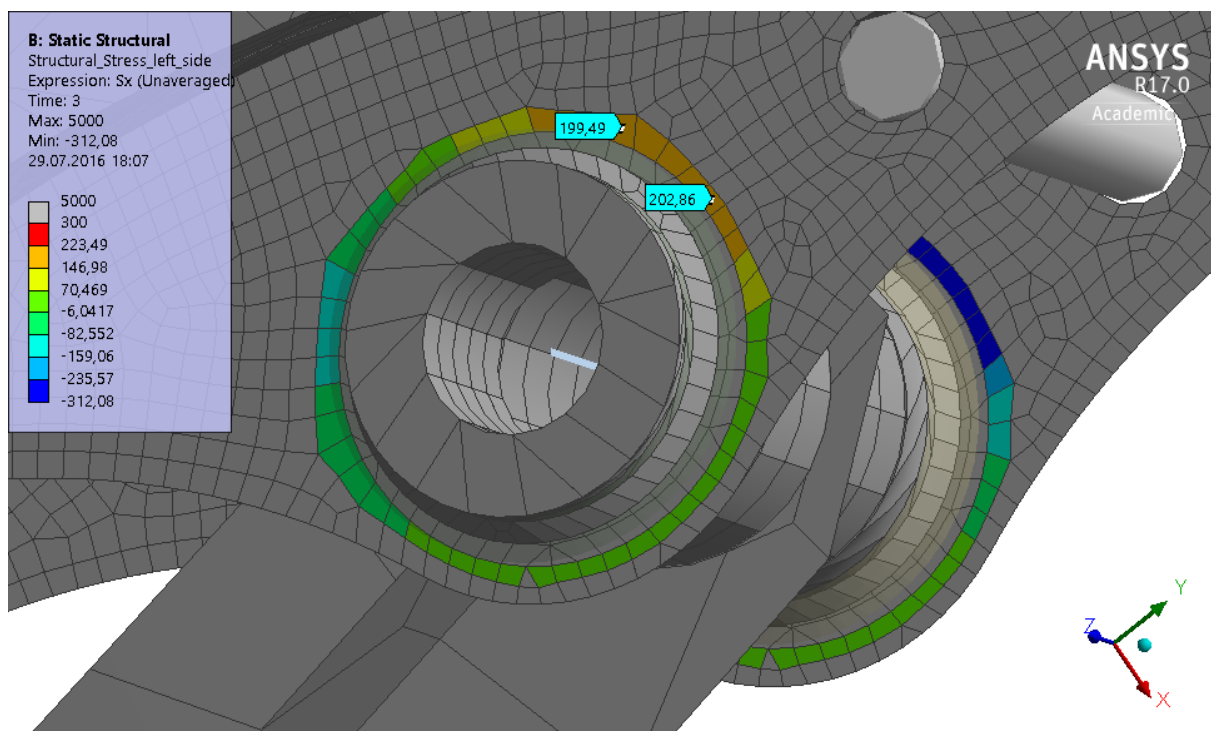 B: Static Structural
Structural_Stress_left_side
Expression: Sx (Unaveraged)
Time: 3
Max: 5000
Min: -312,08
29.07.2016 18:07
5000
300
223,49
146,98
70,469
-6,0417
-82,552
-159,06
-235,57
-312,08
199,49
202,86
ANSYS
R17.0
Academic
Y
Z
X